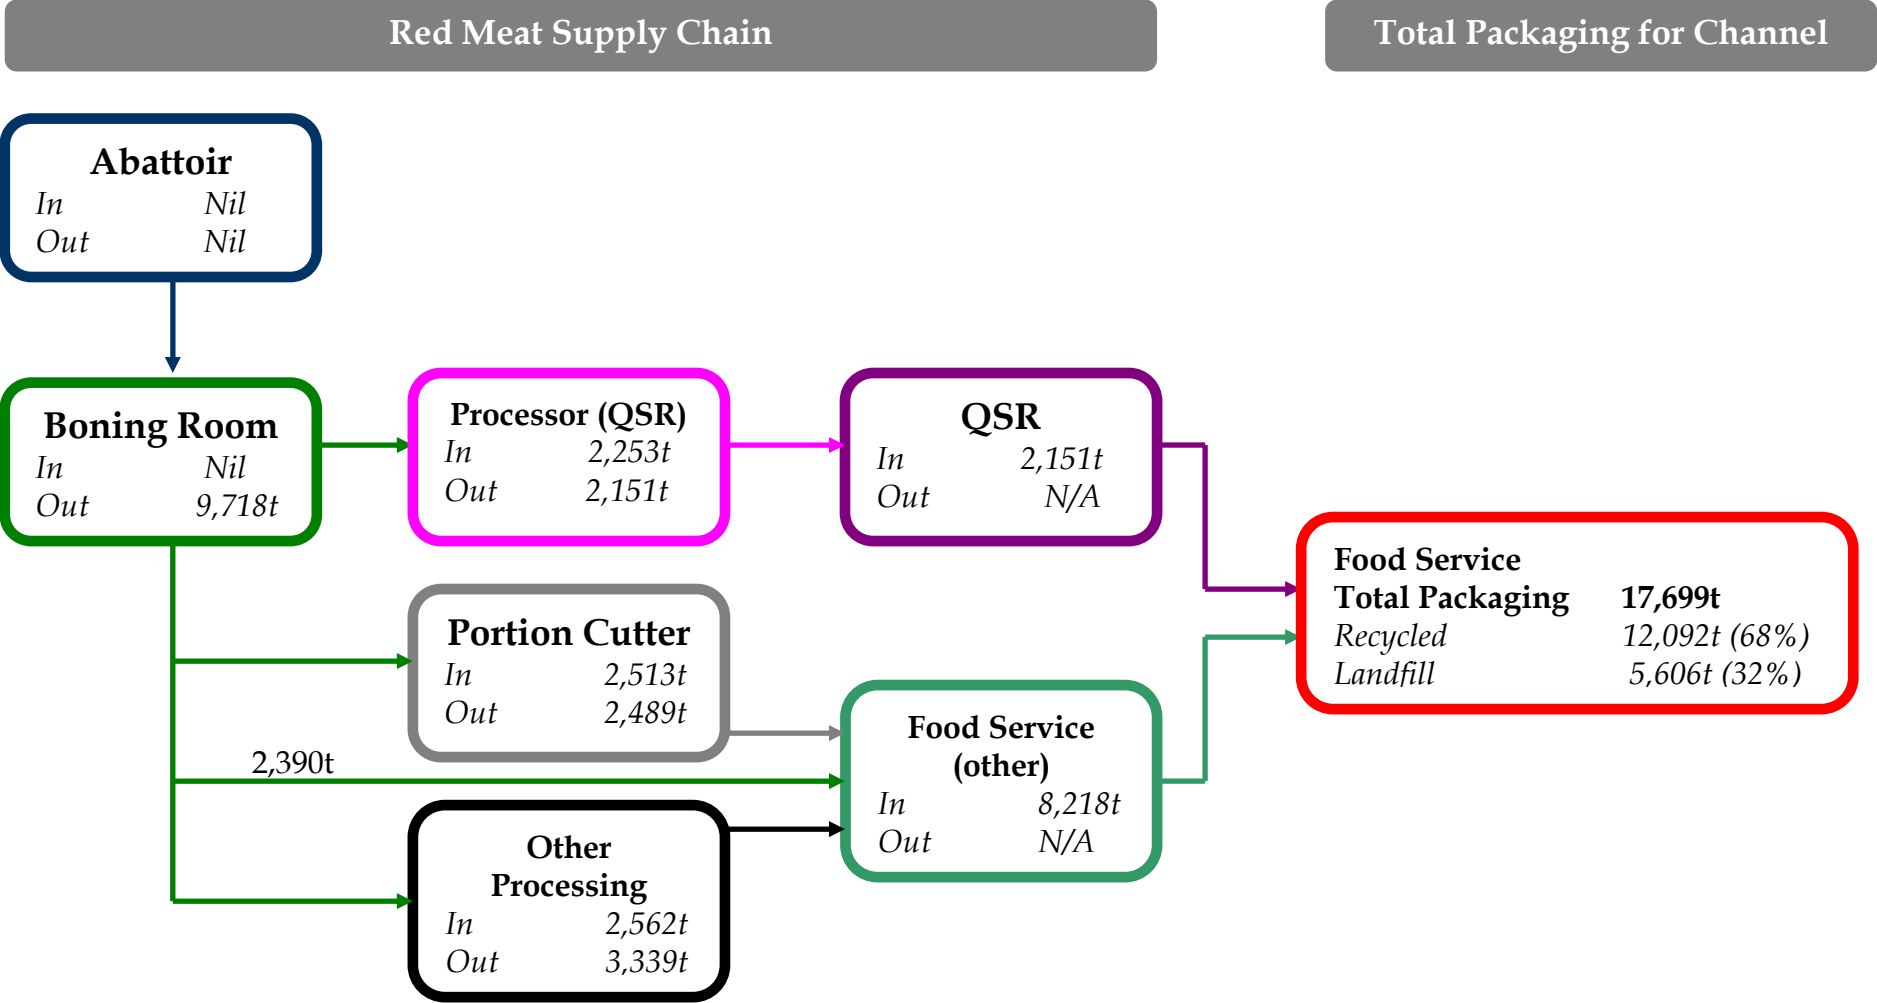 Red Meat Supply Chain
Total Packaging for Channel
Abattoir
In Nil
Out Nil
Boning Room
In Nil
Out 9,718t
Processor (QSR)
In 2,253t
Out 2,151t
QSR
In 2,151t
Out N/A
Portion Cutter
In 2,513t
Out 2,489t
2,390t
Other
Processing
In 2,562t
Out 3,339t
Food Service
(other)
In 8,218t
Out N/A
Food Service
Total Packaging 17,699t
Recycled 12,092t (68%)
Landfill 5,606t (32%)